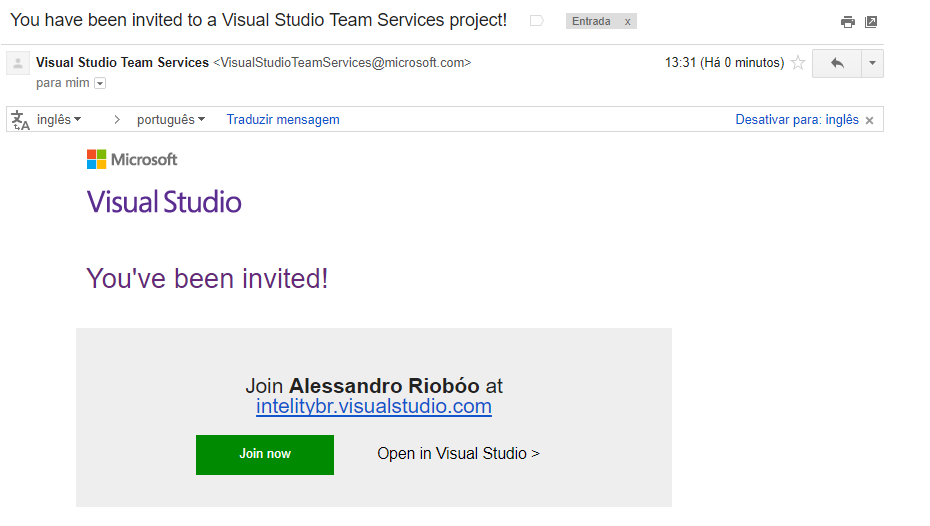 You have been invited to a Visual Studio Team Services project!
Entrada x
Visual Studio Team Services <VisualStudioTeamServices@microsoft.com>
13:31 (Há 0 minutos)
para mim
inglês > português Traduzir mensagem
Desativar para: inglês ×
Microsoft
Visual Studio
You've been invited!
Join Alessandro Riobóo at
intelitybr.visualstudio.com
Join now
Open in Visual Studio >